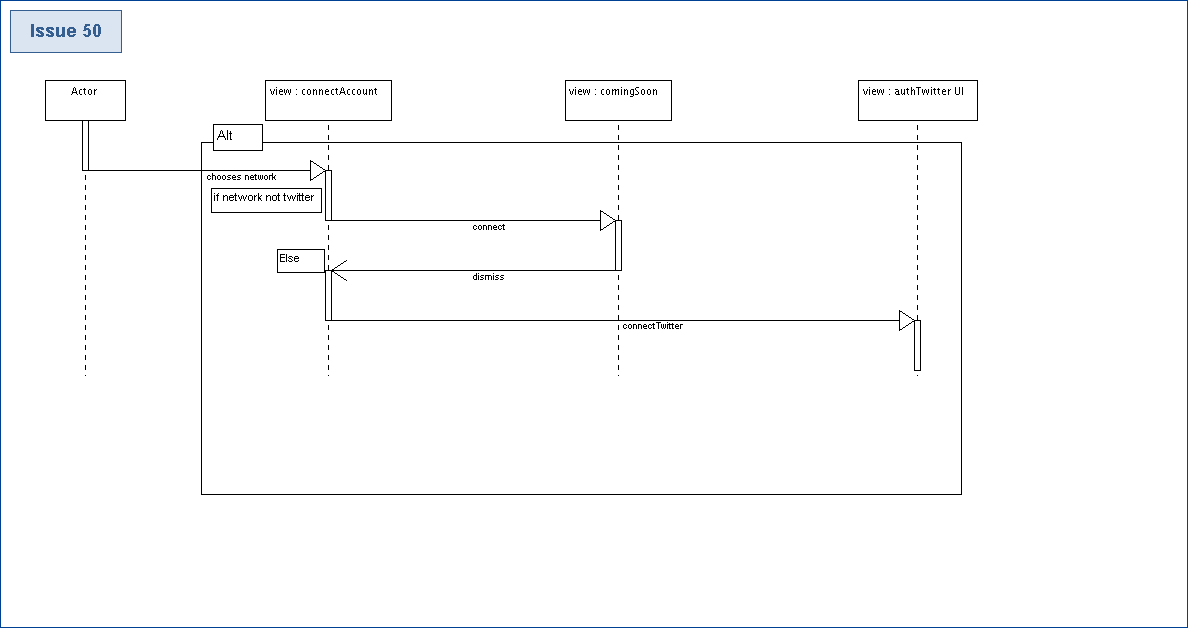 Issue 50
Actor
view : connectAccount
view : comingSoon
view : authTwitter UI
Alt
chooses network
if network not twitter
connect
Else
dismiss
connectTwitter